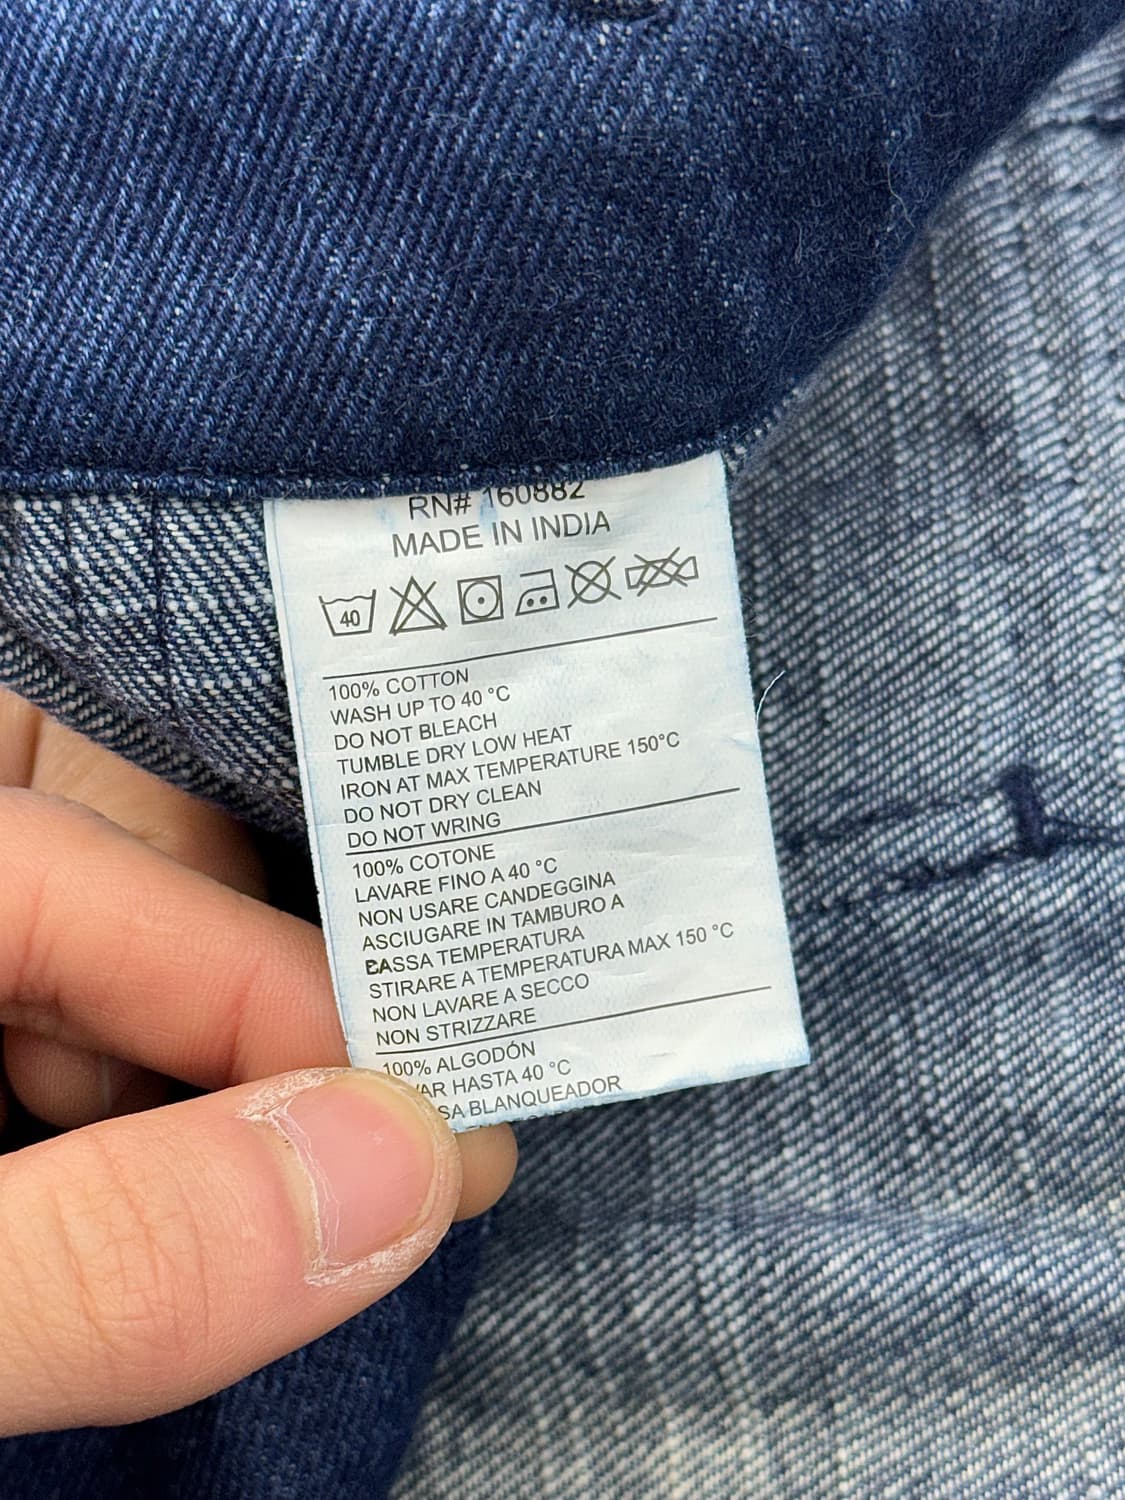 RN# 160882
MADE IN INDIA
40
100% COTTON
WASH UP TO 40 °C
DO NOT BLEACH
TUMBLE DRY LOW HEAT
IRON AT MAX TEMPERATURE 150°C
DO NOT DRY CLEAN
DO NOT WRING
100% COTONE
LAVARE FINO A 40 °C
NON USARE CANDEGGINA
ASCIUGARE IN TAMBURO A
BASSA TEMPERATURA
STIRARE A TEMPERATURA MAX 150 °C
NON LAVARE A SECCO
NON STRIZZARE
100% ALGODÓN
HASTA 40 °C
BLANQUEADOR